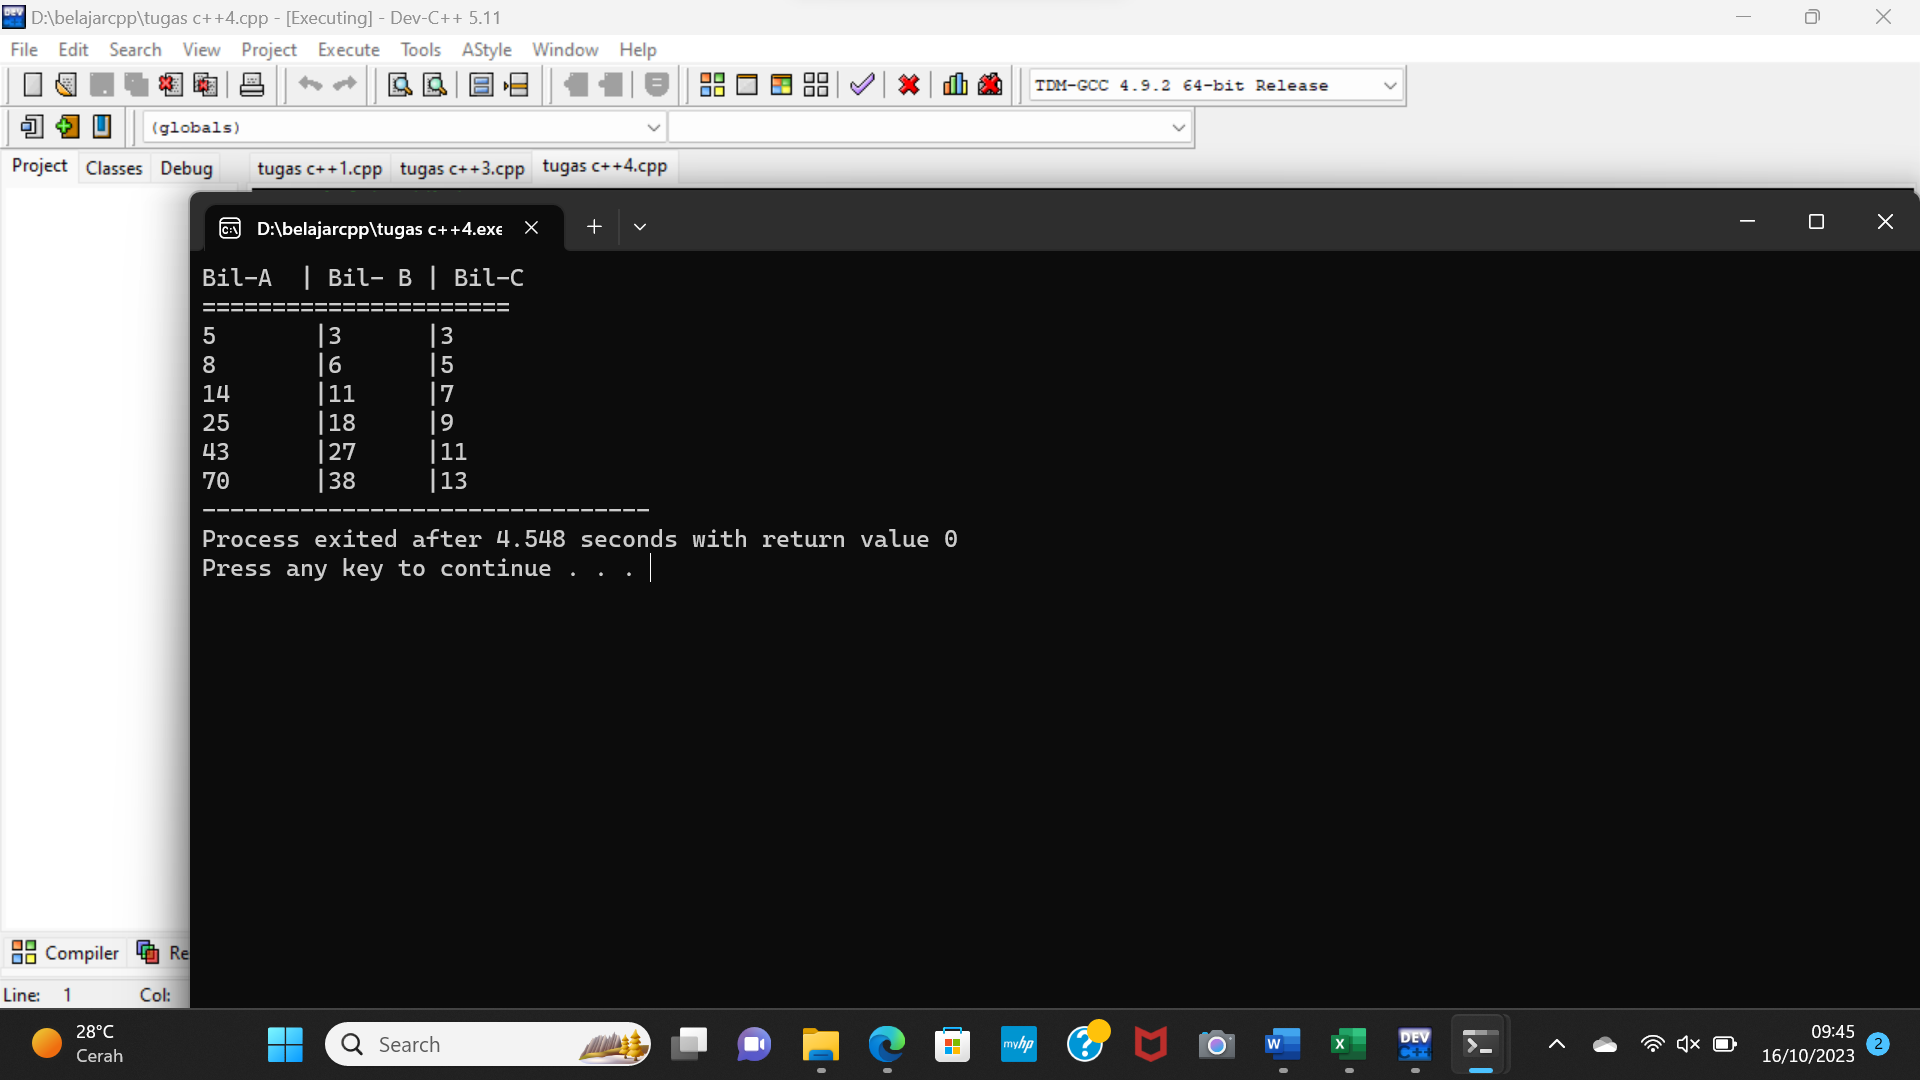 D:\belajarcpp\tugas c++4.cpp - [Executing] - Dev-C++ 5.11
File Edit Search View Project Execute Tools AStyle Window Help
TDM-GCC 4.9.2 64-bit Release
(globals)
Project Classes Debug tugas c++1.cpp tugas c++3.cpp tugas c++4.cpp
D:\belajarcpp\tugas c++4.exe
Bil-A  | Bil- B | Bil-C
======================
5       |3      |3
8       |6      |5
14      |11     |7
25      |18     |9
43      |27     |11
70      |38     |13
--------------------------------
Process exited after 4.548 seconds with return value 0
Press any key to continue . . .
Compiler Re
Line: 1 Col:
28°C
Cerah
Search
myhp
W
X
DEV
C++
09:45
16/10/2023
2